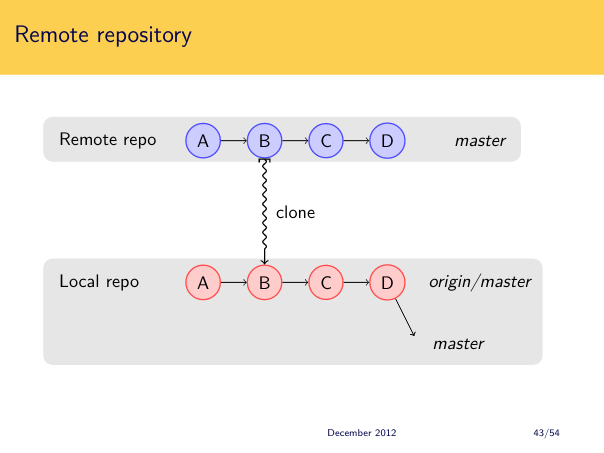 Remote repository
Remote repo A B C D master
clone
Local repo A B C D origin/master
master
December 2012 43/54